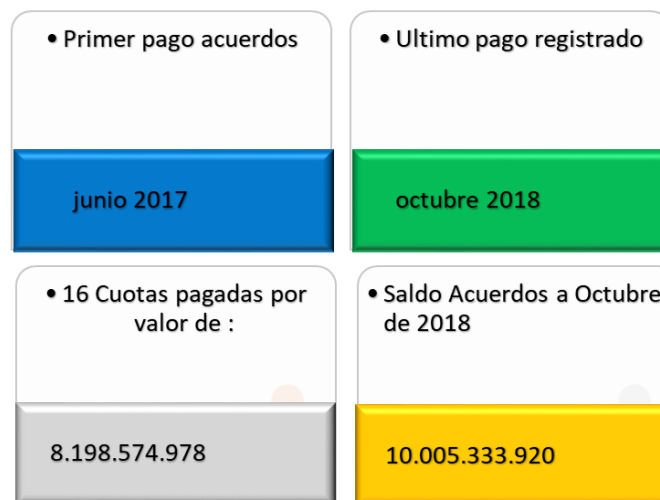 • Primer pago acuerdos
junio 2017
• Ultimo pago registrado
octubre 2018
• 16 Cuotas pagadas por
valor de :
8.198.574.978
• Saldo Acuerdos a Octubre
de 2018
10.005.333.920